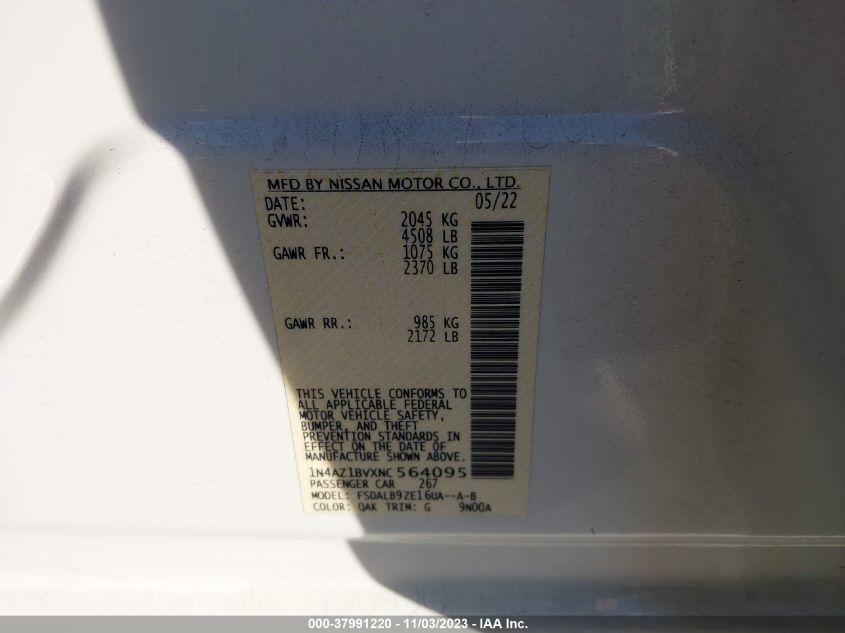 MFD BY NISSAN MOTOR CO., LTD.
DATE: 05/22
GVWR: 2045 KG
4508 LB
GAWR FR.: 1075 KG
2370 LB
GAWR RR.: 985 KG
2172 LB
THIS VEHICLE CONFORMS TO
ALL APPLICABLE FEDERAL
MOTOR VEHICLE SAFETY,
BUMPER, AND THEFT
PREVENTION STANDARDS IN
EFFECT ON THE DATE OF
MANUFACTURE SHOWN ABOVE.
1N4AZ1BVXNC564095
PASSENGER CAR 267
MODEL: FSDALB9ZE16UA--A-B
COLOR: QAK TRIM: G 9N00A
000-37991220 - 11/03/2023 - IAA Inc.